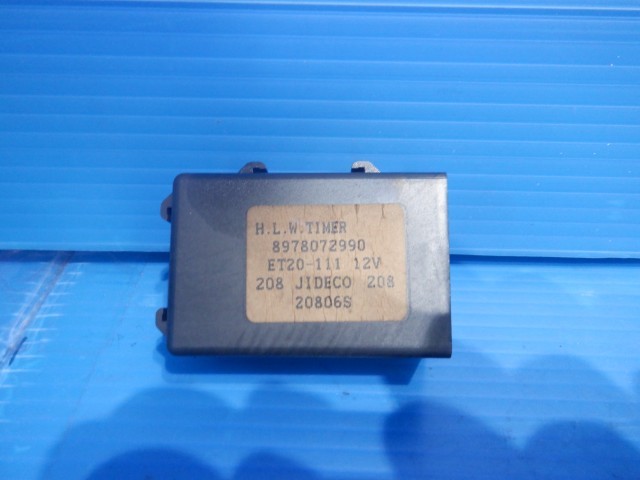 H.L.W.TIMER
8978072990
ET20-111 12V
208 JIDECO 208
20806S